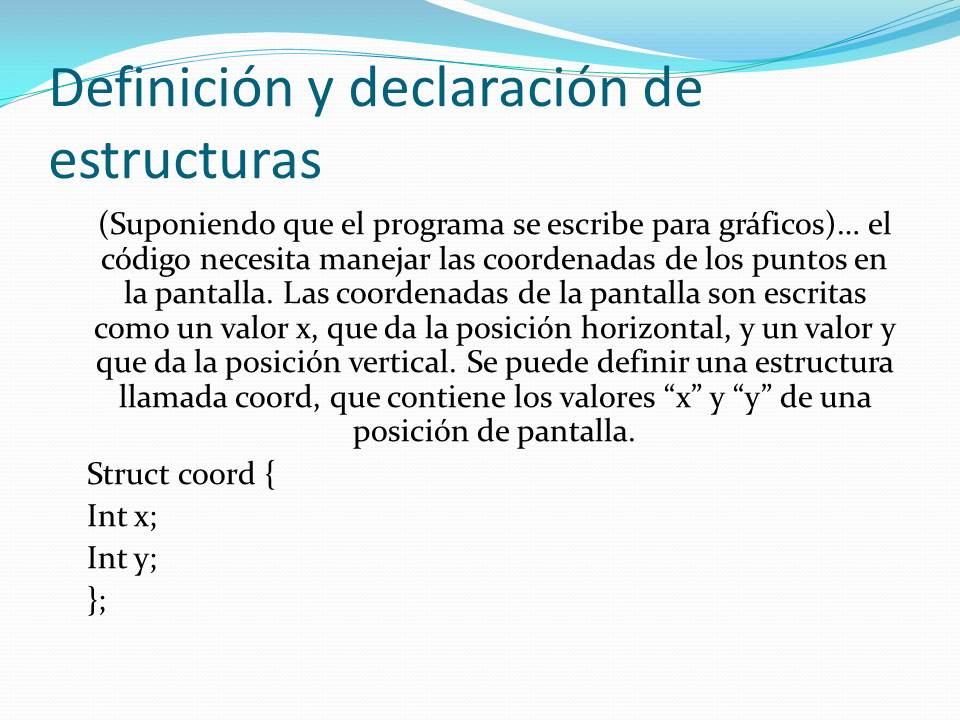 Definición y declaración de
estructuras
(Suponiendo que el programa se escribe para gráficos)... el
código necesita manejar las coordenadas de los puntos en
la pantalla. Las coordenadas de la pantalla son escritas
como un valor x, que da la posición horizontal, y un valor y
que da la posición vertical. Se puede definir una estructura
llamada coord, que contiene los valores “x” y “y” de una
posición de pantalla.
Struct coord {
Int x;
Int y;
};